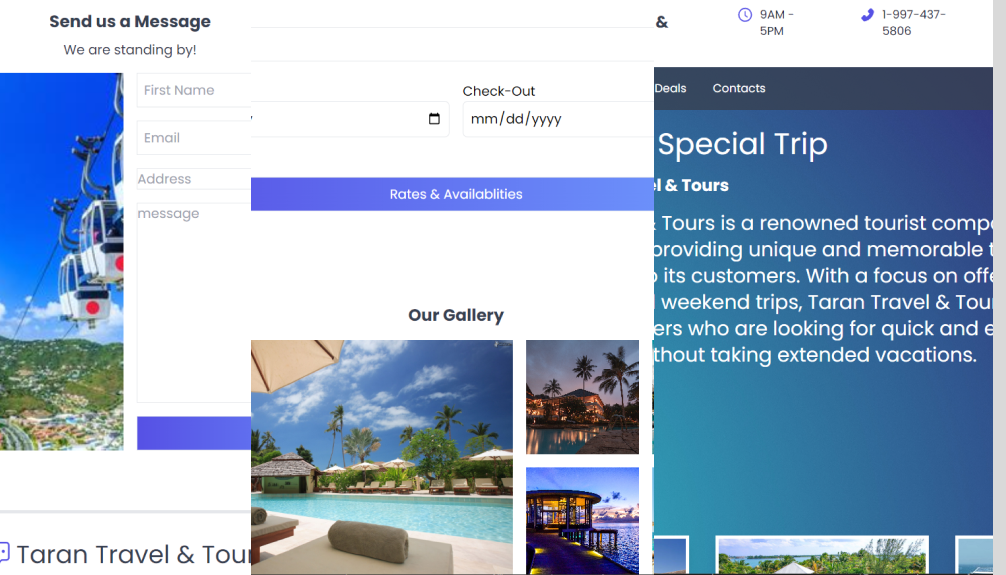 Send us a Message
We are standing by!
First Name
Email
Address
message
Taran Travel & Tour
Check-Out
mm/dd/yyyy
Rates & Availablities
Our Gallery
&
9AM -
5PM
1-997-437-
5806
Deals
Contacts
Special Trip
l & Tours
Tours is a renowned tourist comp
providing unique and memorable t
its customers. With a focus on off
weekend trips, Taran Travel & Tou
ers who are looking for quick and e
thout taking extended vacations.